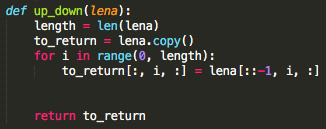 def up_down(lena):
    length = len(lena)
    to_return = lena.copy()
    for i in range(0, length):
        to_return[:, i, :] = lena[::-1, i, :]
    return to_return